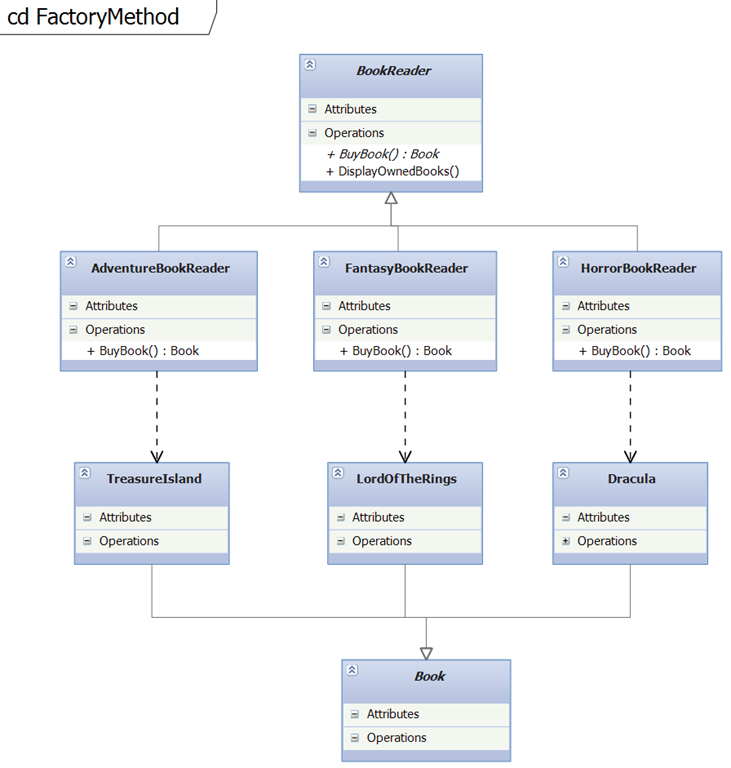 cd FactoryMethod
BookReader
Attributes
Operations
+ BuyBook() : Book
+ DisplayOwnedBooks()
AdventureBookReader
Attributes
Operations
+ BuyBook() : Book
FantasyBookReader
Attributes
Operations
+ BuyBook() : Book
HorrorBookReader
Attributes
Operations
+ BuyBook() : Book
TreasureIsland
Attributes
Operations
LordOfTheRings
Attributes
Operations
Dracula
Attributes
Operations
Book
Attributes
Operations